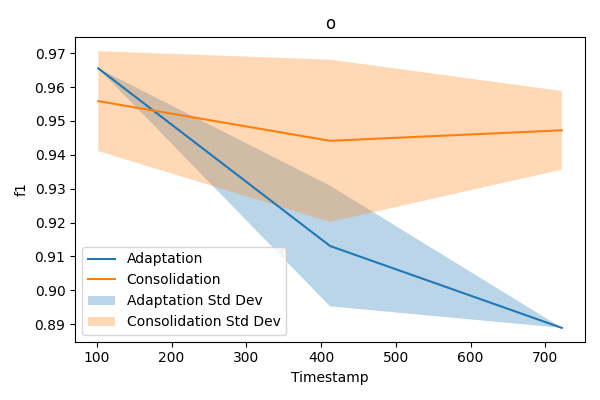 o
0.97
0.96
0.95
0.94
0.93
0.92
0.91
0.90
0.89
f1
Adaptation
Consolidation
Adaptation Std Dev
Consolidation Std Dev
100 200 300 400 500 600 700
Timestamp